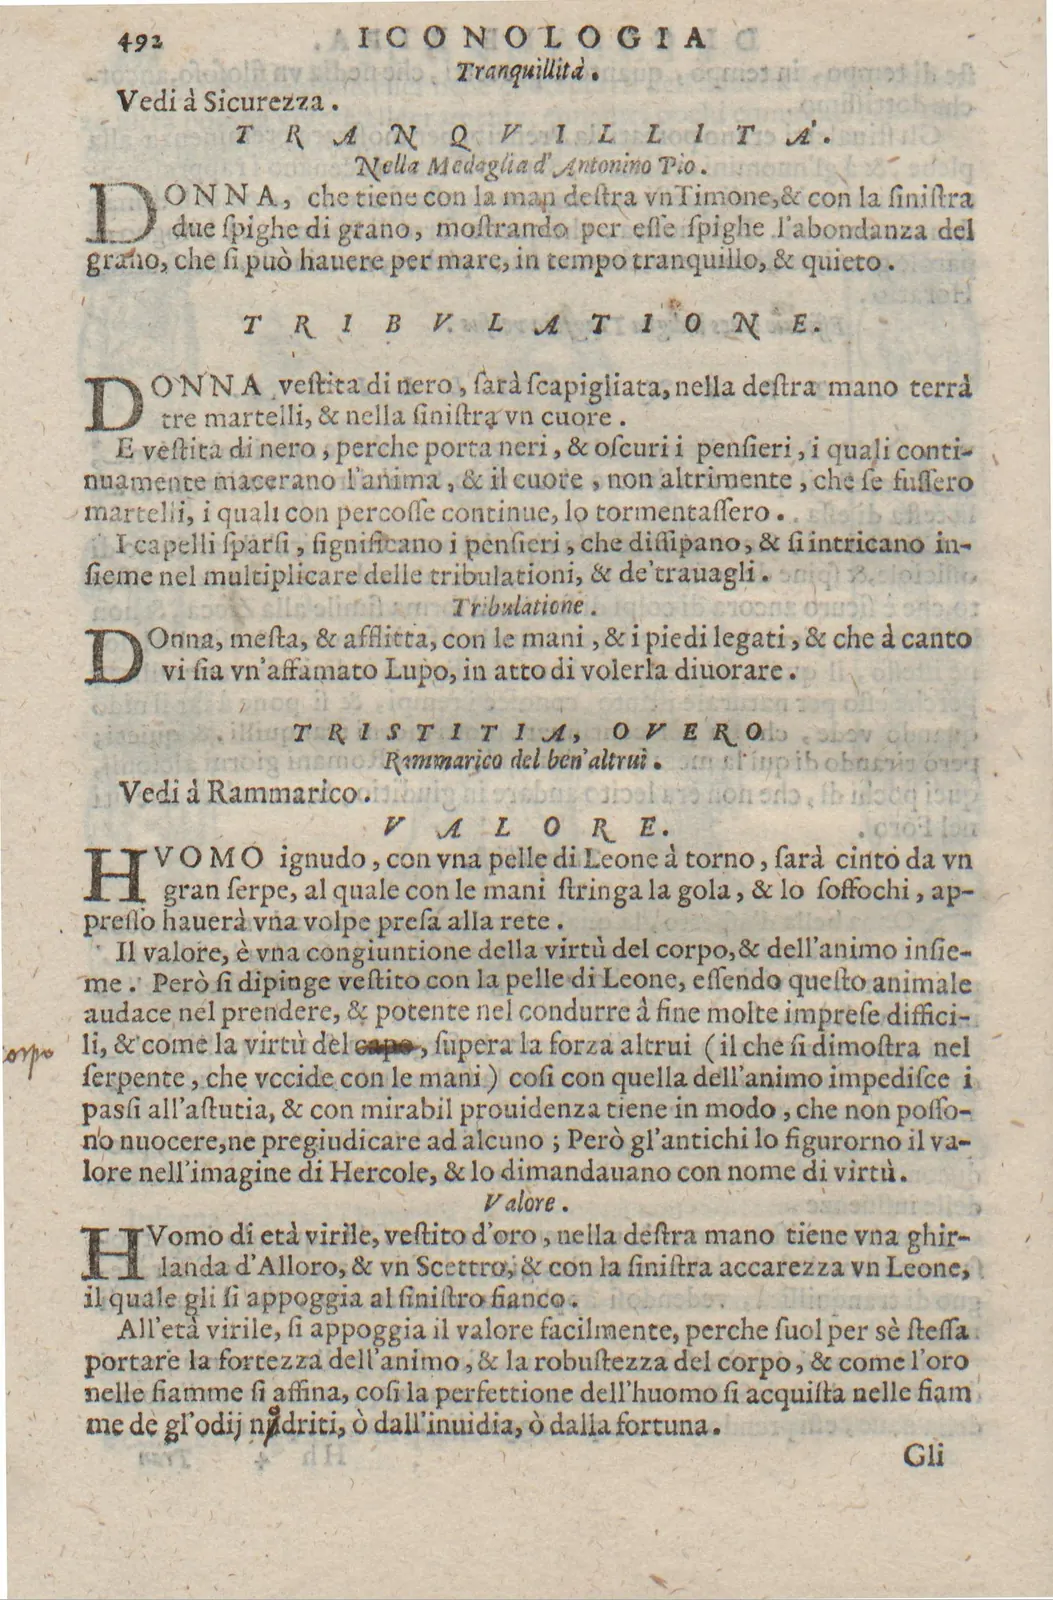 492 ICONOLOGIA
Tranquillità.
Vedi à Sicurezza.
TRANQVILLITA'.
Nella Medaglia d'Antonino Pio.
DONNA, che tiene con la man deſtra vn Timone,& con la ſiniſtra
due ſpighe di grano, moſtrando per eſſe ſpighe l'abondanza del
grano, che ſi può hauere per mare, in tempo tranquillo, & quieto.
TRIBVLATIONE.
DONNA veſtita di nero, ſarà ſcapigliata, nella deſtra mano terrà
tre martelli, & nella ſiniſtra vn cuore.
E veſtita di nero, perche porta neri, & oſcuri i penſieri, i quali conti-
nuamente macerano l'anima, & il cuore, non altrimente, che ſe fuſſero
martelli, i quali con percoſſe continue, lo tormentaſſero.
I capelli ſparſi, ſignificano i penſieri, che diſſipano, & ſi intricano in-
ſieme nel multiplicare delle tribulationi, & de'trauagli.
Tribulatione.
DOnna, meſta, & afflitta, con le mani, & i piedi legati, & che à canto
vi ſia vn'affamato Lupo, in atto di volerla diuorare.
TRISTITIA, OVERO
Rammarico del ben'altrui.
Vedi à Rammarico.
VALORE.
HVOMO ignudo, con vna pelle di Leone à torno, ſarà cinto da vn
gran ſerpe, al quale con le mani ſtringa la gola, & lo ſoffochi, ap-
preſſo hauerà vna volpe preſa alla rete.
Il valore, è vna congiuntione della virtù del corpo,& dell'animo inſie-
me. Però ſi dipinge veſtito con la pelle di Leone, eſſendo queſto animale
audace nel prendere, & potente nel condurre à fine molte impreſe diffici-
corpo li, & come la virtù del capo, ſupera la forza altrui (il che ſi dimoſtra nel
ſerpente, che vccide con le mani) coſi con quella dell'animo impediſce i
paſſi all'aſtutia, & con mirabil prouidenza tiene in modo, che non poſſo-
no nuocere,ne pregiudicare ad alcuno; Però gl'antichi lo figurorno il va-
lore nell'imagine di Hercole, & lo dimandauano con nome di virtù.
Valore.
HVomo di età virile, veſtito d'oro, nella deſtra mano tiene vna ghir-
landa d'Alloro, & vn Scettro, & con la ſiniſtra accarezza vn Leone,
il quale gli ſi appoggia al ſiniſtro fianco.
All'età virile, ſi appoggia il valore facilmente, perche ſuol per sè ſteſſa
portare la fortezza dell'animo, & la robuſtezza del corpo, & come l'oro
nelle fiamme ſi affina, coſi la perfettione dell'huomo ſi acquiſta nelle fiam
me de gl'odij nodriti, ò dall'inuidia, ò dalla fortuna.
Gli